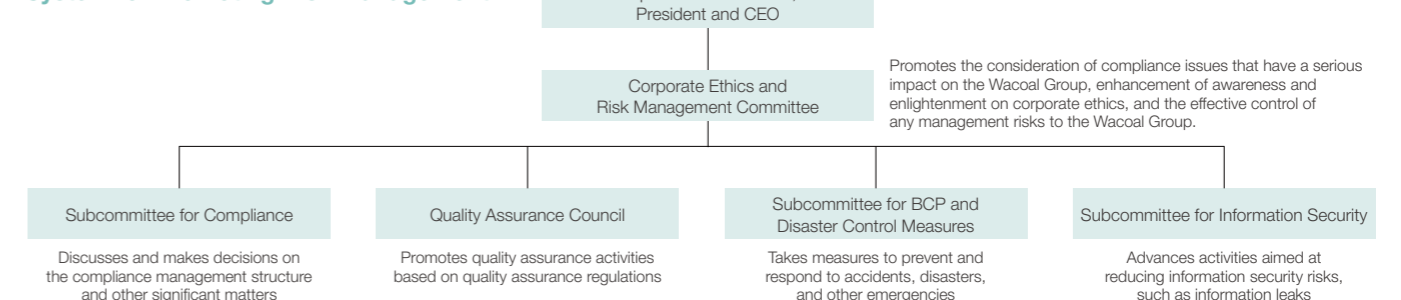 President and CEO
Corporate Ethics and
Risk Management Committee
Promotes the consideration of compliance issues that have a serious
impact on the Wacoal Group, enhancement of awareness and
enlightenment on corporate ethics, and the effective control of
any management risks to the Wacoal Group.
Subcommittee for Compliance
Discusses and makes decisions on
the compliance management structure
and other significant matters
Quality Assurance Council
Promotes quality assurance activities
based on quality assurance regulations
Subcommittee for BCP and
Disaster Control Measures
Takes measures to prevent and
respond to accidents, disasters,
and other emergencies
Subcommittee for Information Security
Advances activities aimed at
reducing information security risks,
such as information leaks